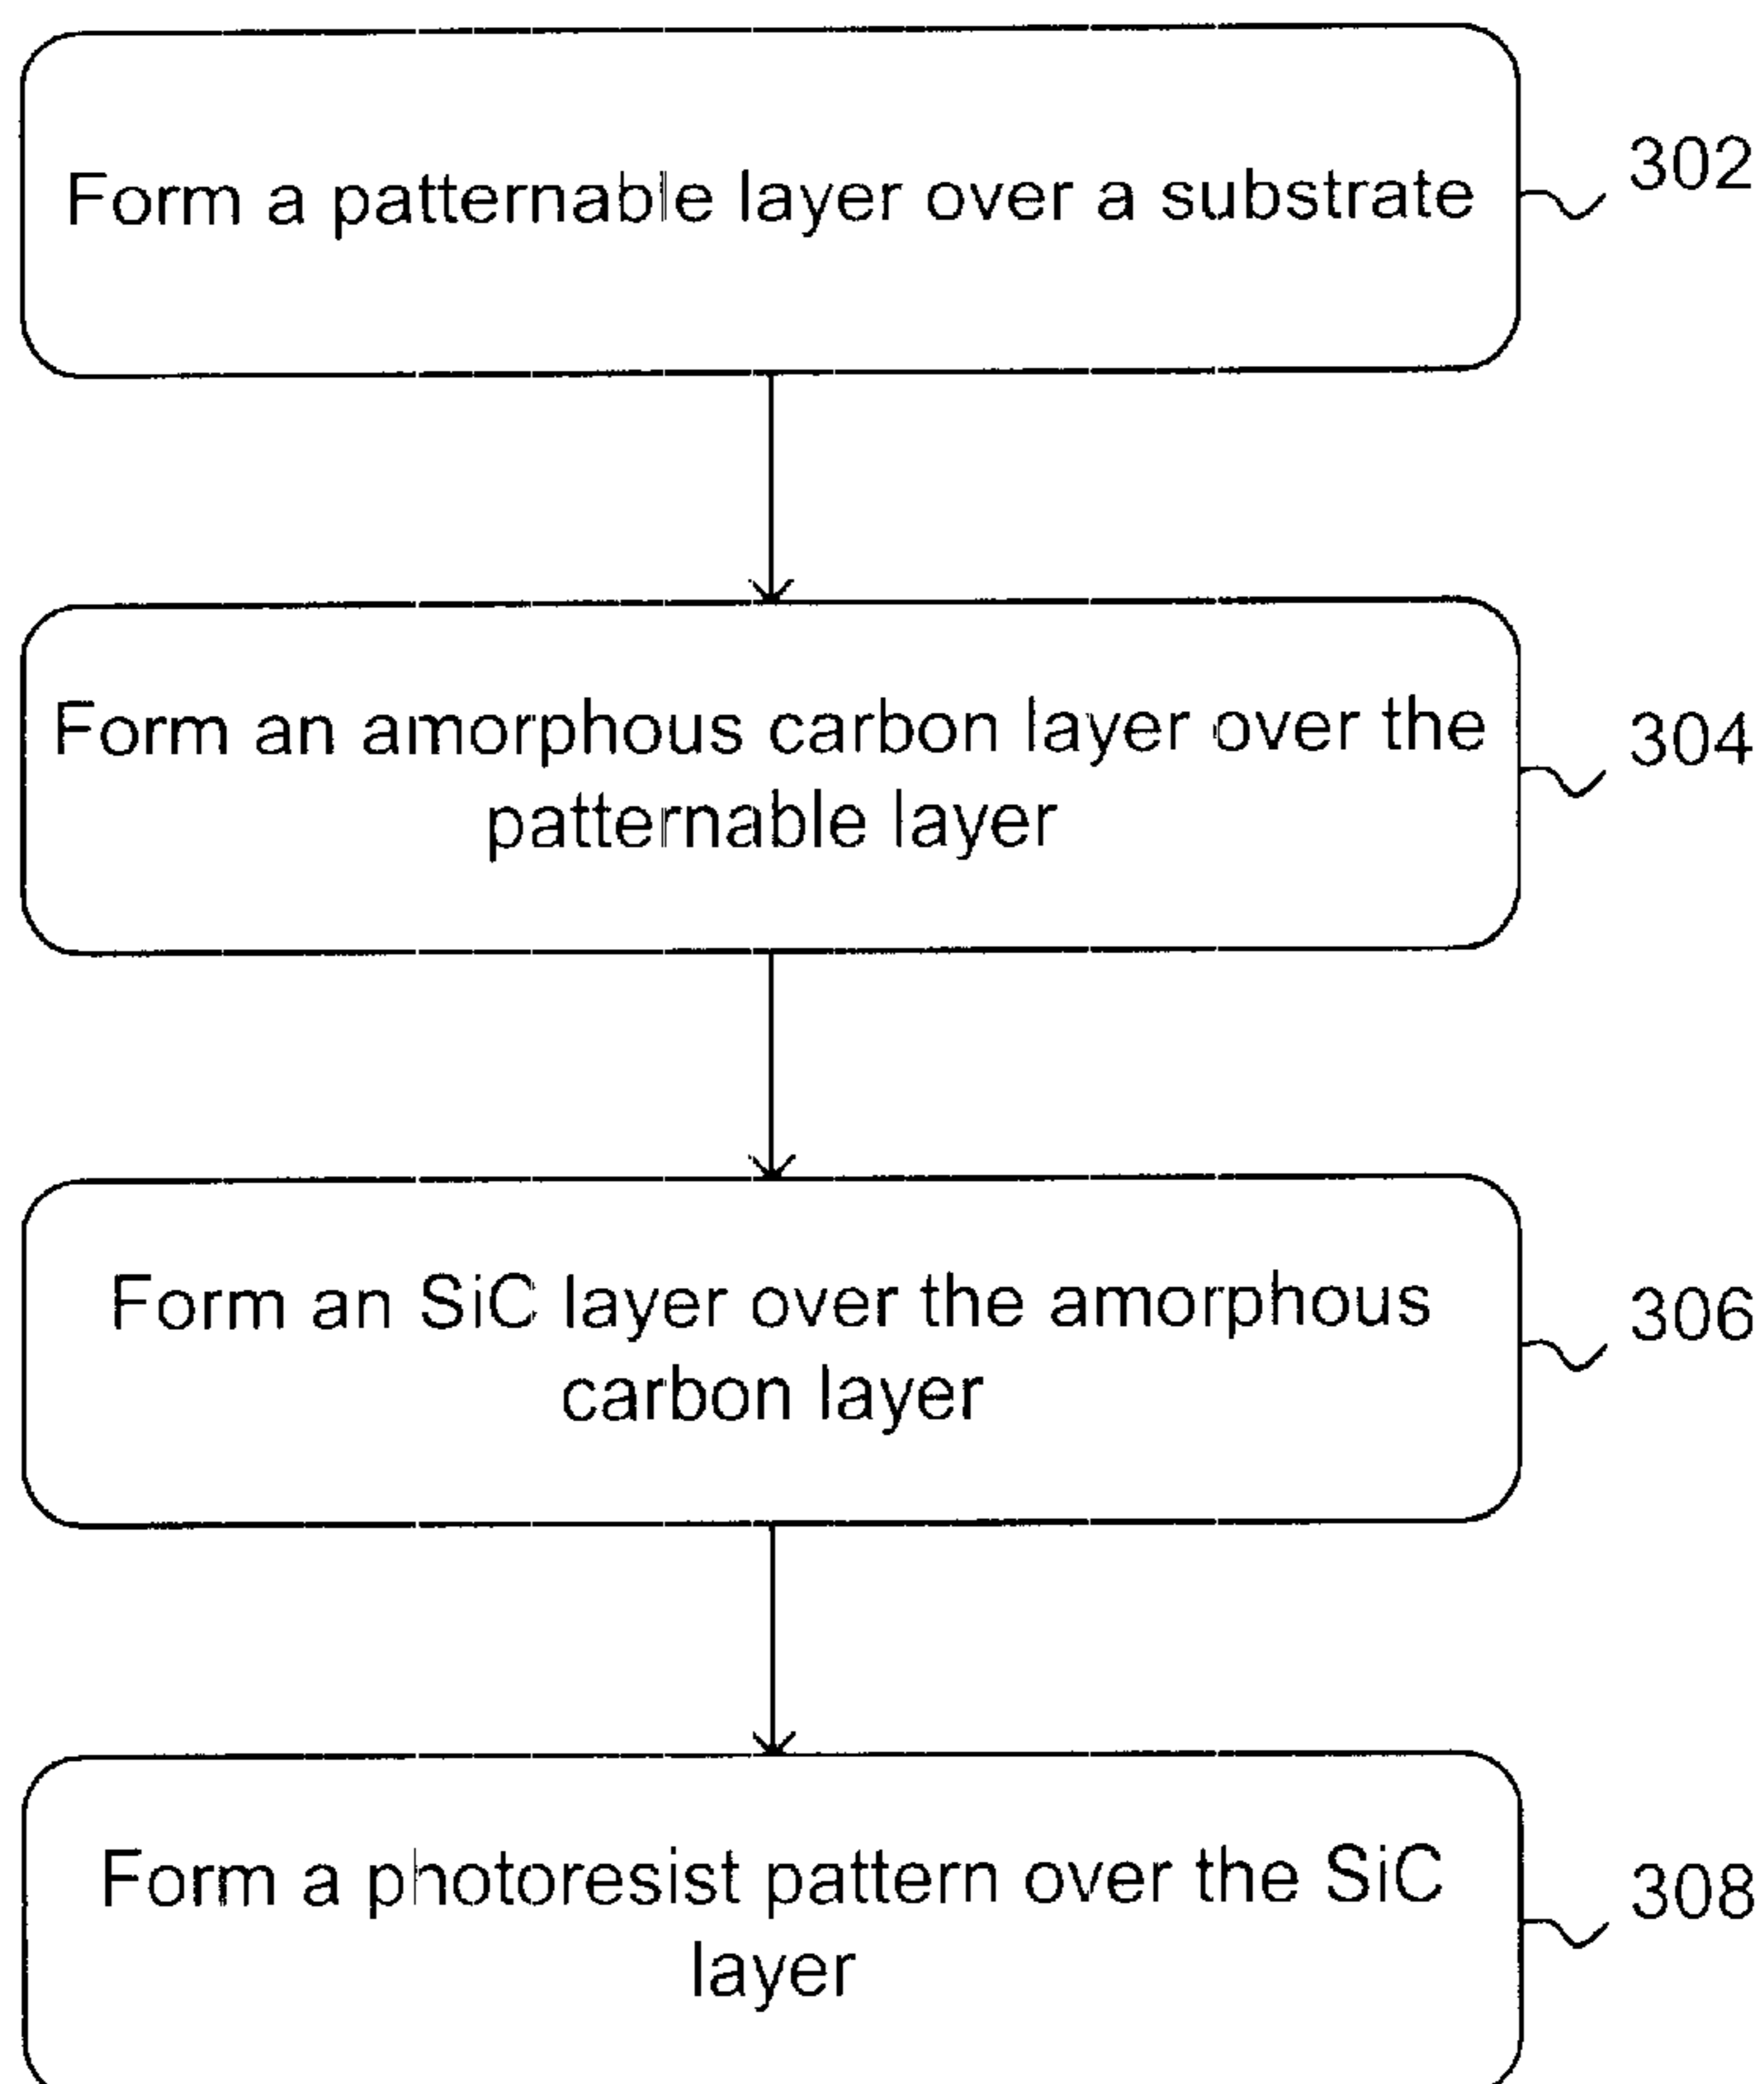 Form a patternable layer over a substrate
302
Form an amorphous carbon layer over the
patternable layer
304
Form an SiC layer over the amorphous
carbon layer
306
Form a photoresist pattern over the SiC
layer
308